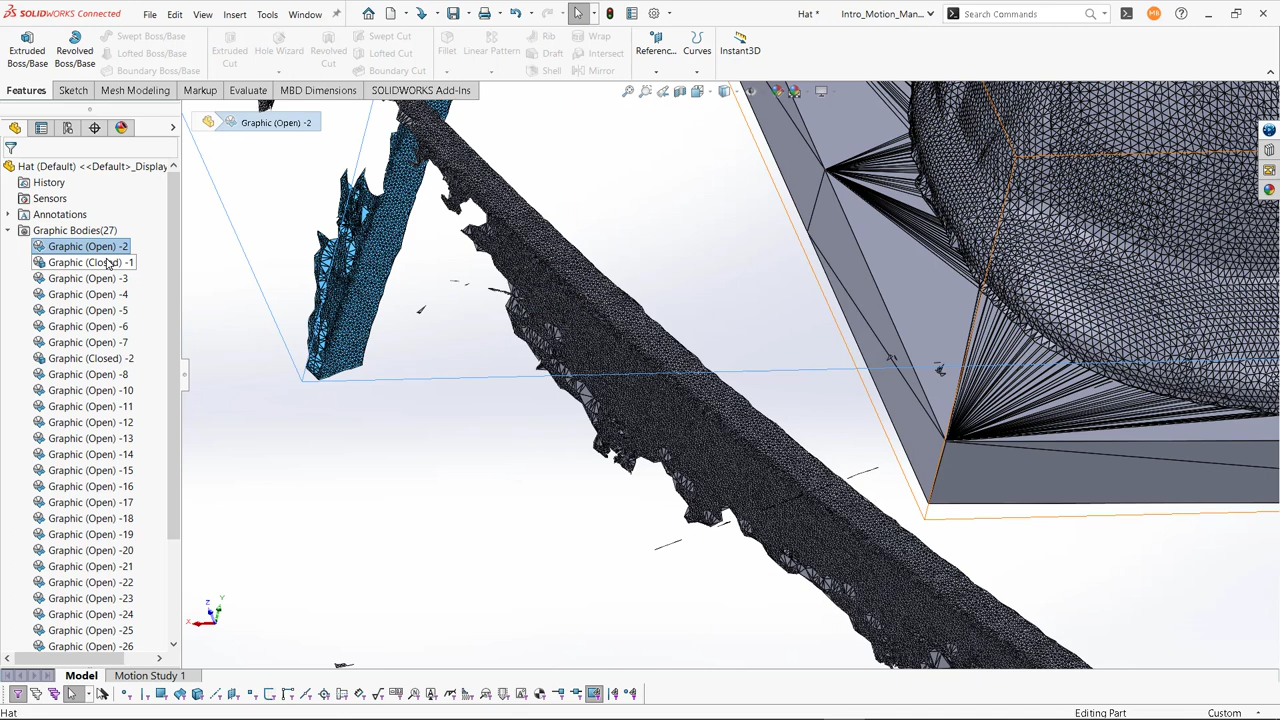 SOLIDWORKS Connected
File
Edit
View
Insert
Tools
Window
Hat *
Intro_Motion_Man...
Search Commands
MB
Extruded Boss/Base
Revolved Boss/Base
Swept Boss/Base
Lofted Boss/Base
Boundary Boss/Base
Extruded Cut
Hole Wizard
Revolved Cut
Swept Cut
Lofted Cut
Boundary Cut
Fillet
Linear Pattern
Rib
Draft
Shell
Wrap
Intersect
Mirror
Referenc...
Curves
Instant3D
Features
Sketch
Mesh Modeling
Markup
Evaluate
MBD Dimensions
SOLIDWORKS Add-Ins
Graphic (Open) -2
Hat (Default) <<Default>_Display
History
Sensors
Annotations
Graphic Bodies(27)
Graphic (Open) -2
Graphic (Closed) -1
Graphic (Open) -3
Graphic (Open) -4
Graphic (Open) -5
Graphic (Open) -6
Graphic (Open) -7
Graphic (Closed) -2
Graphic (Open) -8
Graphic (Open) -10
Graphic (Open) -11
Graphic (Open) -12
Graphic (Open) -13
Graphic (Open) -14
Graphic (Open) -15
Graphic (Open) -16
Graphic (Open) -17
Graphic (Open) -18
Graphic (Open) -19
Graphic (Open) -20
Graphic (Open) -21
Graphic (Open) -22
Graphic (Open) -23
Graphic (Open) -24
Graphic (Open) -25
Graphic (Open) -26
Z
Y
X
Model
Motion Study 1
Hat
Editing Part
Custom